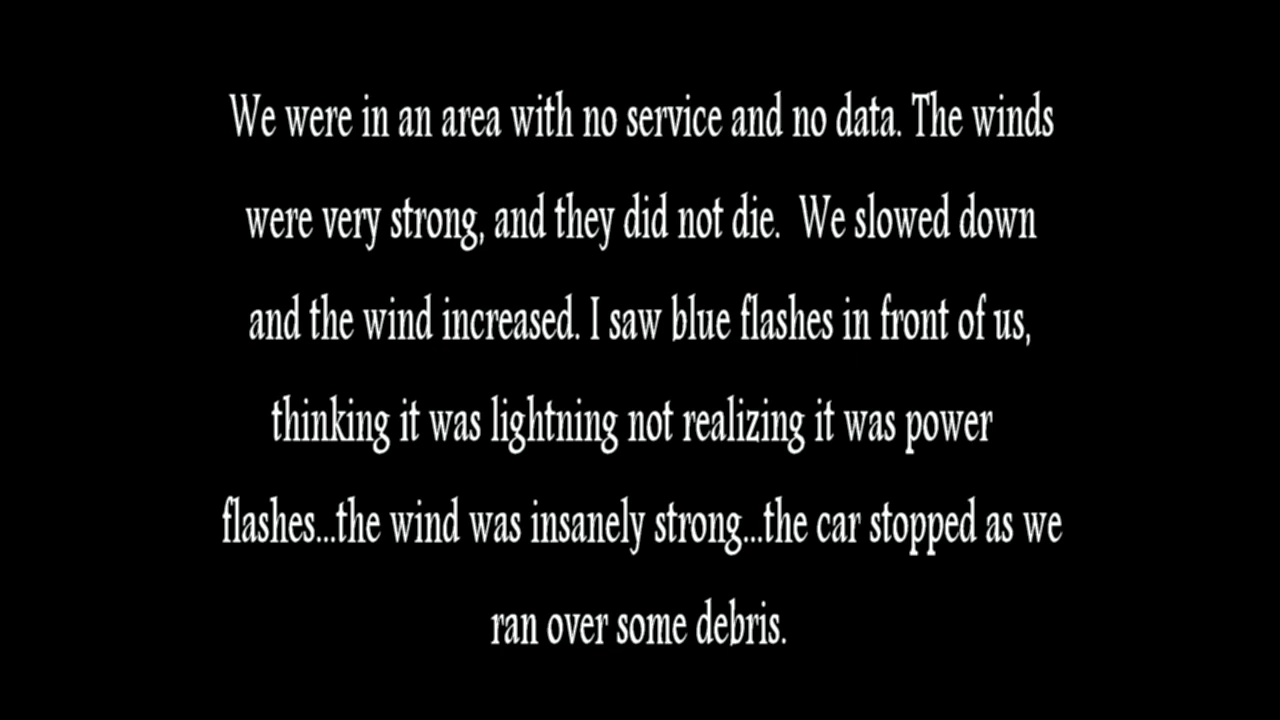 We were in an area with no service and no data. The winds
were very strong, and they did not die.  We slowed down
and the wind increased. I saw blue flashes in front of us,
thinking it was lightning not realizing it was power
flashes...the wind was insanely strong...the car stopped as we
ran over some debris.